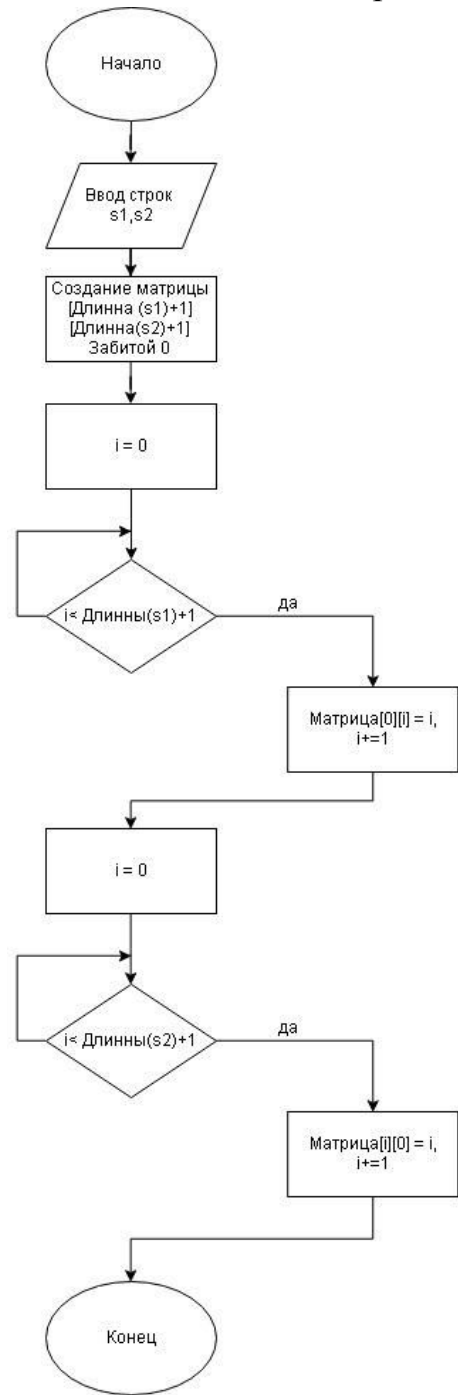 Начало
Ввод строк
s1,s2
Создание матрицы
[Длинна (s1)+1]
[Длинна(s2)+1]
Забитой 0
i = 0
i< Длинны(s1)+1
да
Матрица[0][i] = i,
i+=1
i = 0
i< Длинны(s2)+1
да
Матрица[i][0] = i,
i+=1
Конец